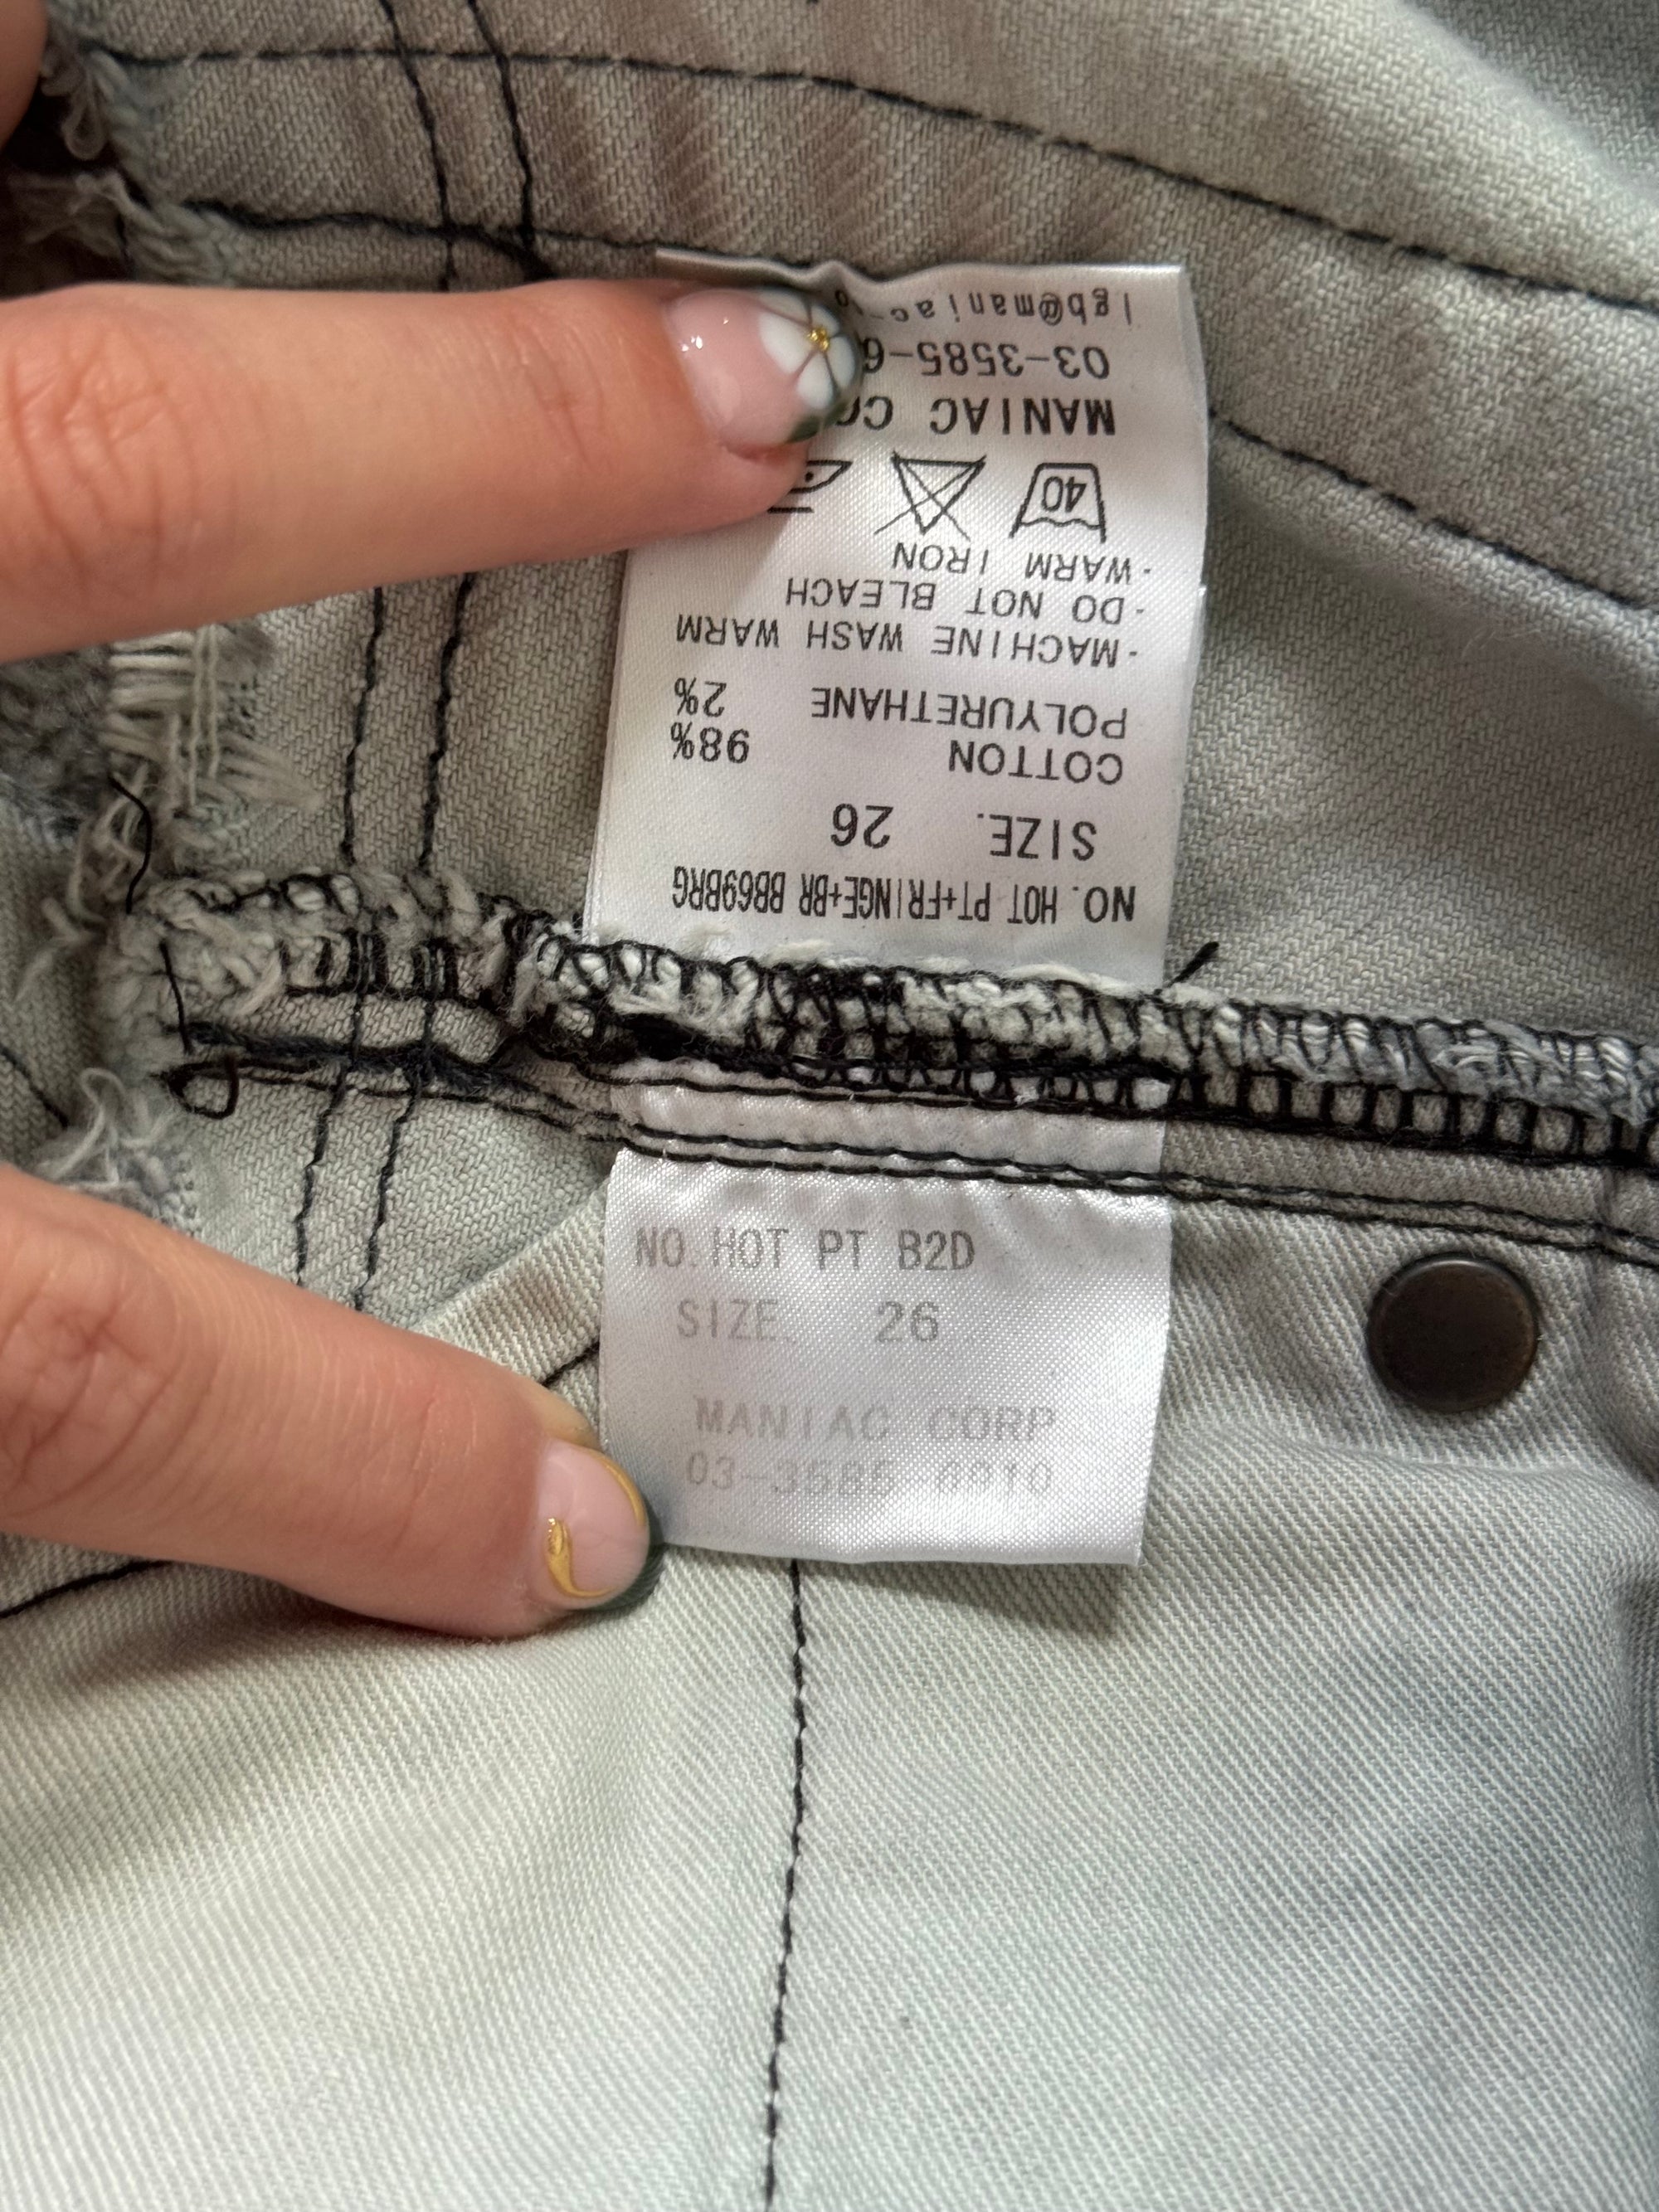 NO. HOT PT+FRINGE+BR BB69BRG
SIZE. 26
COTTON 98%
POLYURETHANE 2%
-MACHINE WASH WARM
-DO NOT BLEACH
-WARM IRON
40
MANIAC
03-3585-6
lgb@maniac
NO.HOT PT B2D
SIZE. 26
MANIAC CORP